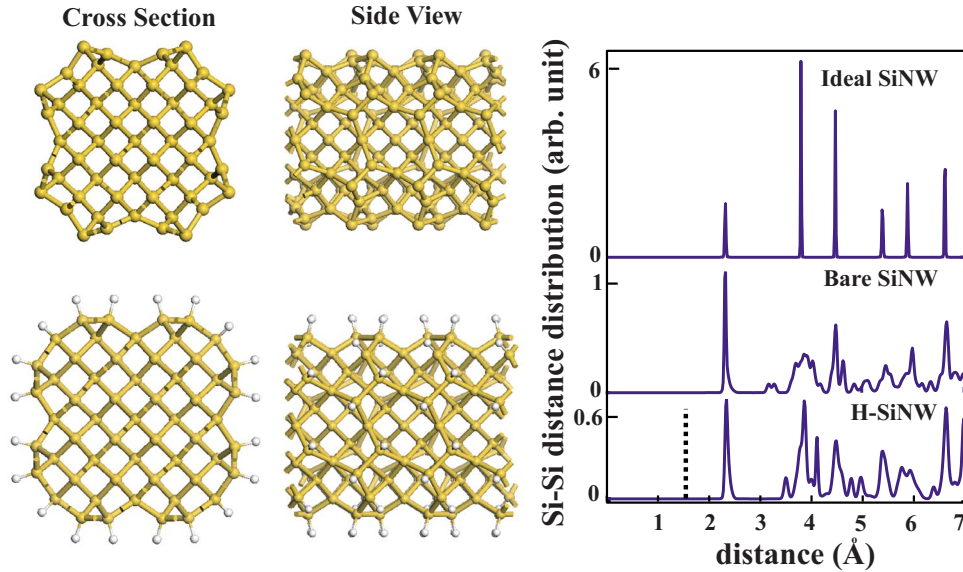 Cross Section
Side View
Si-Si distance distribution (arb. unit)
6
0
Ideal SiNW
1
0
Bare SiNW
0.6
0
H-SiNW
1 2 3 4 5 6 7
distance (Å)